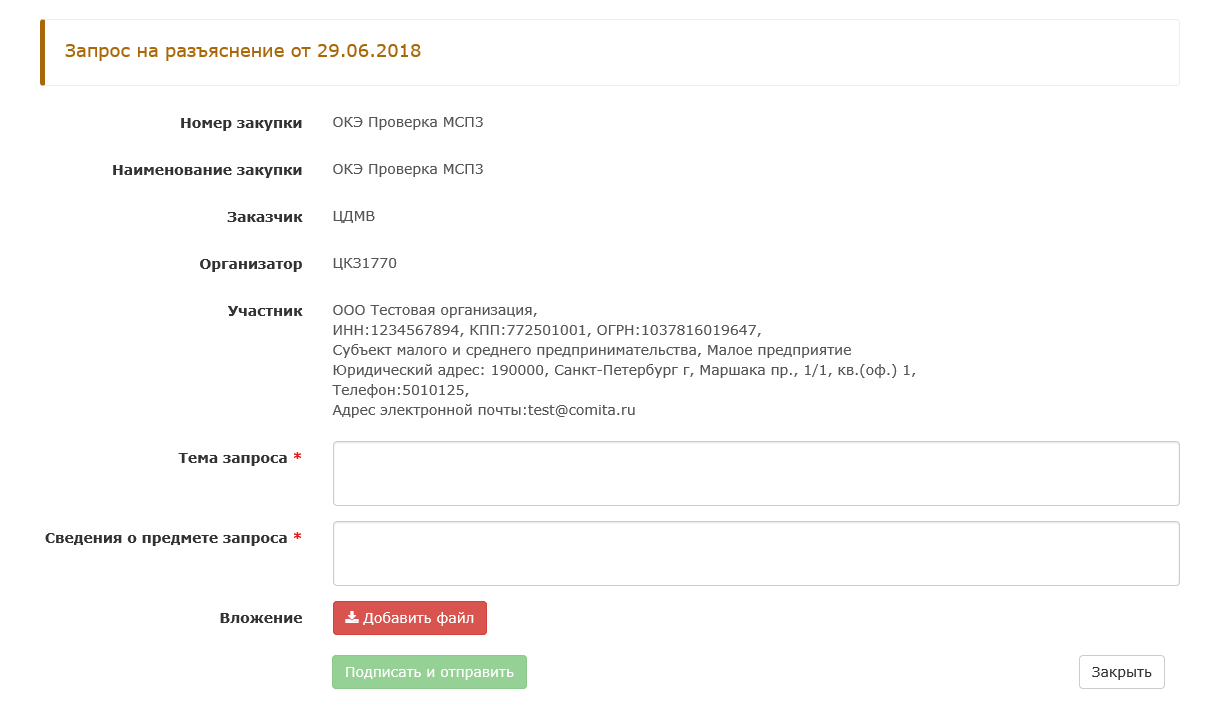 Запрос на разъяснение от 29.06.2018
Номер закупки ОКЭ Проверка МСП3
Наименование закупки ОКЭ Проверка МСП3
Заказчик ЦДМВ
Организатор ЦКЗ1770
Участник ООО Тестовая организация,
ИНН:1234567894, КПП:772501001, ОГРН:1037816019647,
Субъект малого и среднего предпринимательства, Малое предприятие
Юридический адрес: 190000, Санкт-Петербург г, Маршака пр., 1/1, кв.(оф.) 1,
Телефон:5010125,
Адрес электронной почты:test@comita.ru
Тема запроса *
Сведения о предмете запроса *
Вложение Добавить файл
Подписать и отправить Закрыть